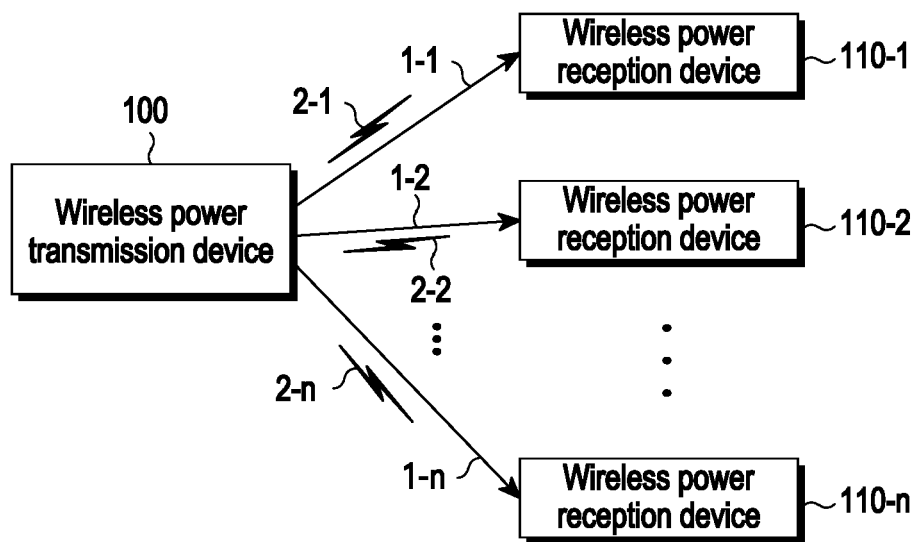 Wireless power
reception device
110-1
1-1
2-1
100
Wireless power
transmission device
1-2
2-2
Wireless power
reception device
110-2
2-n
1-n
Wireless power
reception device
110-n